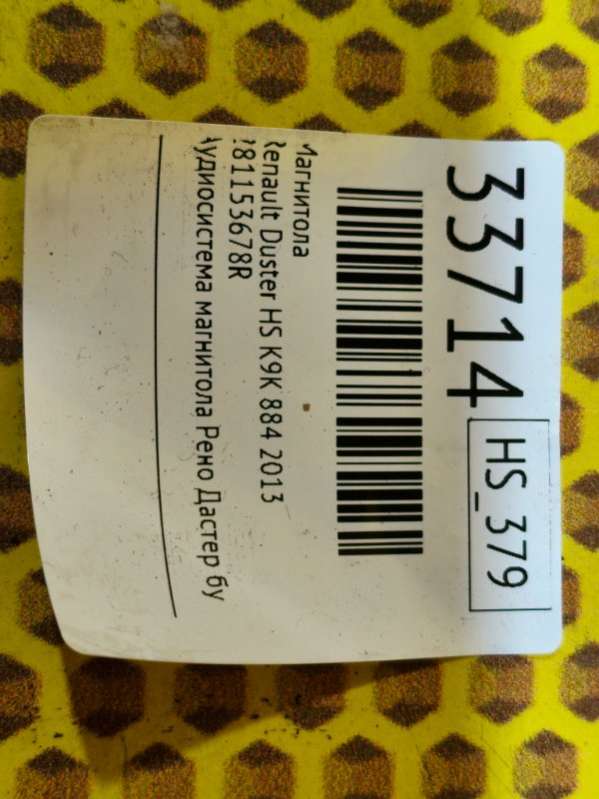 33714
HS_379
Магнитола
Renault Duster HS K9K 884 2013
281153678R
Аудиосистема магнитола Рено Дастер бу